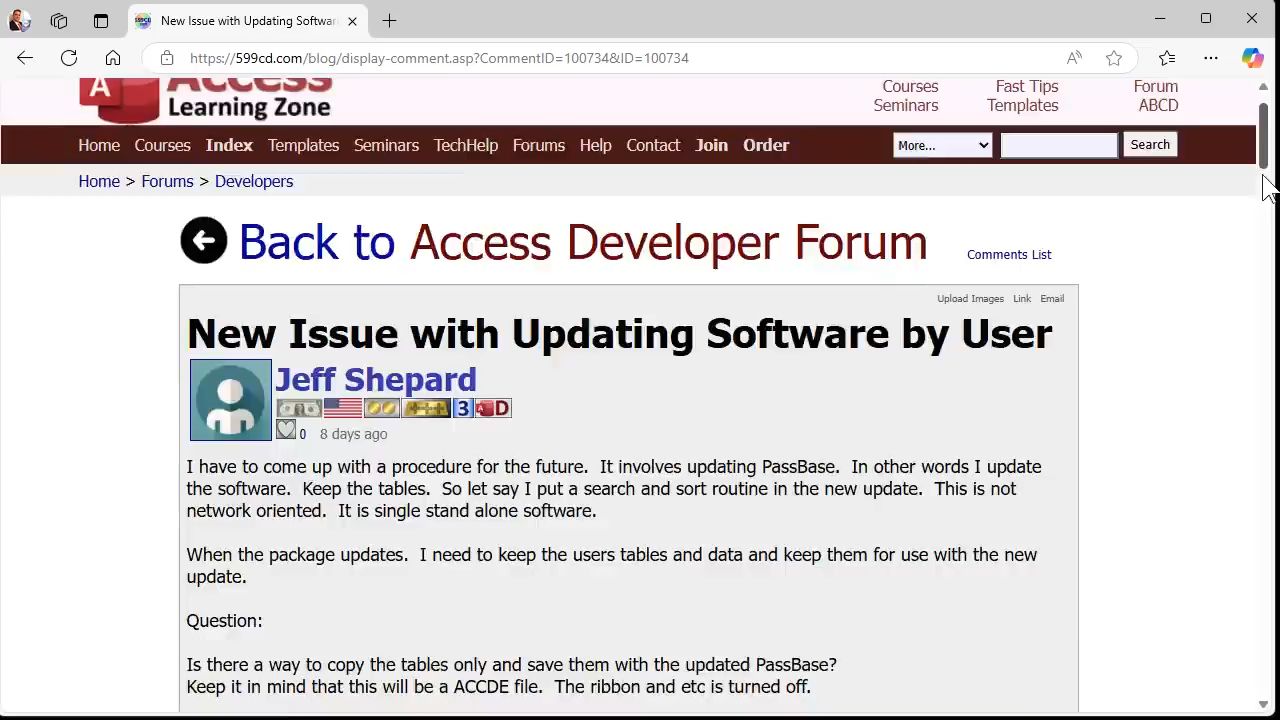 New Issue with Updating Softwar
https://599cd.com/blog/display-comment.asp?CommentID=100734&ID=100734
A
Access
Learning Zone
Courses Fast Tips Forum
Seminars Templates ABCD
Home Courses Index Templates Seminars TechHelp Forums Help Contact Join Order More... Search
Home > Forums > Developers
Back to Access Developer Forum Comments List
Upload Images Link Email
New Issue with Updating Software by User
Jeff Shepard
3 D
0 8 days ago
I have to come up with a procedure for the future. It involves updating PassBase. In other words I update
the software. Keep the tables. So let say I put a search and sort routine in the new update. This is not
network oriented. It is single stand alone software.
When the package updates. I need to keep the users tables and data and keep them for use with the new
update.
Question:
Is there a way to copy the tables only and save them with the updated PassBase?
Keep it in mind that this will be a ACCDE file. The ribbon and etc is turned off.